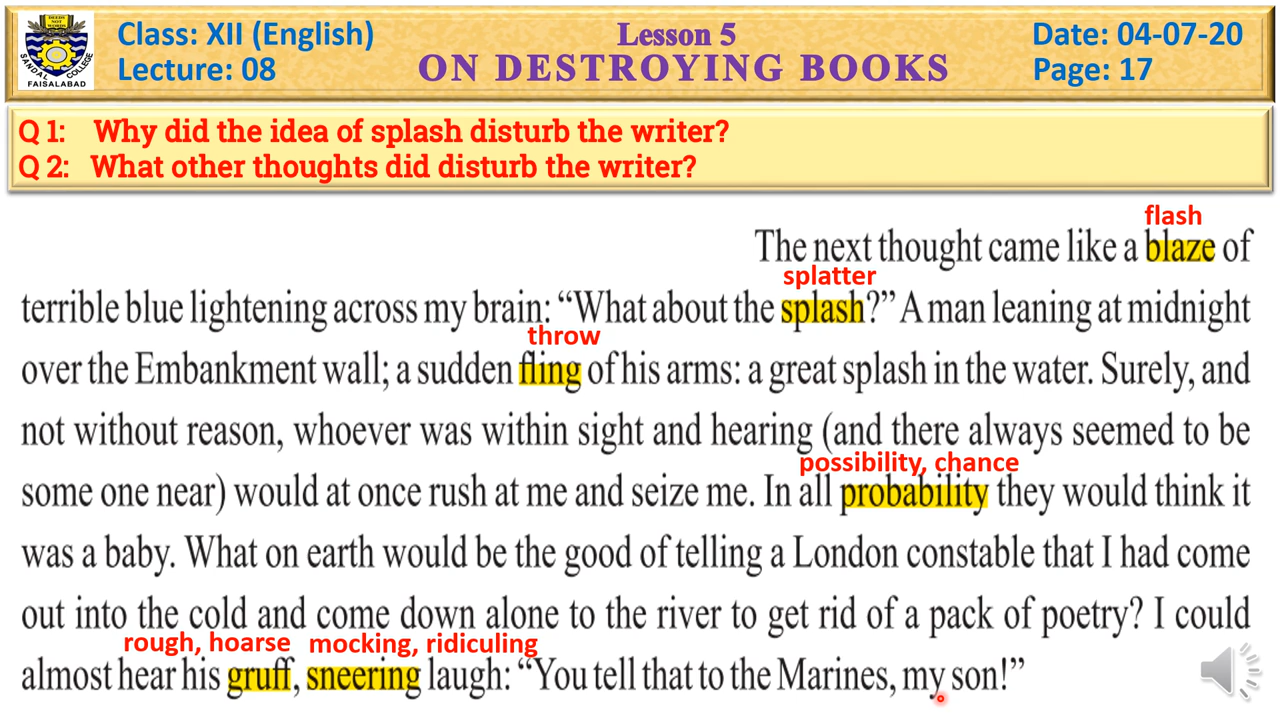 DEEDS NOT WORDS
SANDAL COLLEGE
FAISALABAD
Class: XII (English)
Lecture: 08
Lesson 5
ON DESTROYING BOOKS
Date: 04-07-20
Page: 17
Q 1: Why did the idea of splash disturb the writer?
Q 2: What other thoughts did disturb the writer?
flash
The next thought came like a blaze of
splatter
terrible blue lightening across my brain: “What about the splash?” A man leaning at midnight
throw
over the Embankment wall; a sudden fling of his arms: a great splash in the water. Surely, and
not without reason, whoever was within sight and hearing (and there always seemed to be
possibility, chance
some one near) would at once rush at me and seize me. In all probability they would think it
was a baby. What on earth would be the good of telling a London constable that I had come
out into the cold and come down alone to the river to get rid of a pack of poetry? I could
rough, hoarse mocking, ridiculing
almost hear his gruff, sneering laugh: “You tell that to the Marines, my son!”